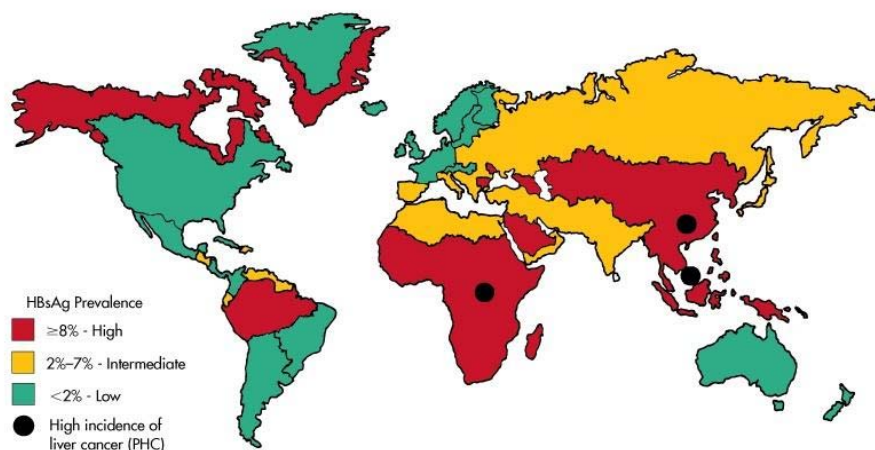 HBsAg Prevalence
≥8% - High
2%–7% - Intermediate
<2% - Low
High incidence of
liver cancer (PHC)